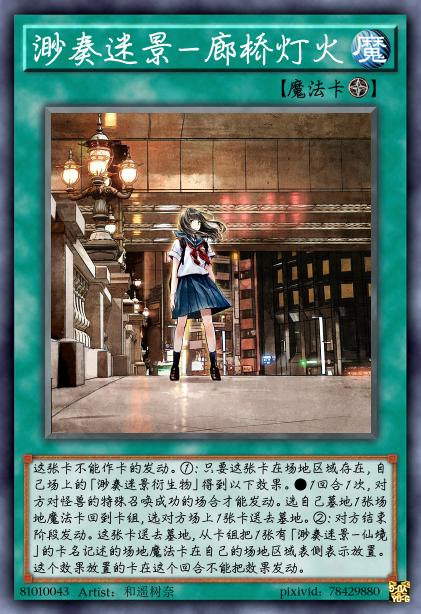 渺奏迷景－廊桥灯火 魔
【魔法卡】
这张卡不能作卡的发动。①：只要这张卡在场地区域存在，自
己场上的「渺奏迷景衍生物」得到以下效果。●1回合1次，对
方对怪兽的特殊召唤成功的场合才能发动。选自己墓地1张场
地魔法卡回到卡组，选对方场上1张卡送去墓地。②：对方结束
阶段发动。这张卡送去墓地，从卡组把1张有「渺奏迷景－仙境」
的卡名记述的场地魔法卡在自己的场地区域表侧表示放置。
这个效果放置的卡在这个回合不能把效果发动。
81010043 Artist：和遥树奈 pixivid：78429880